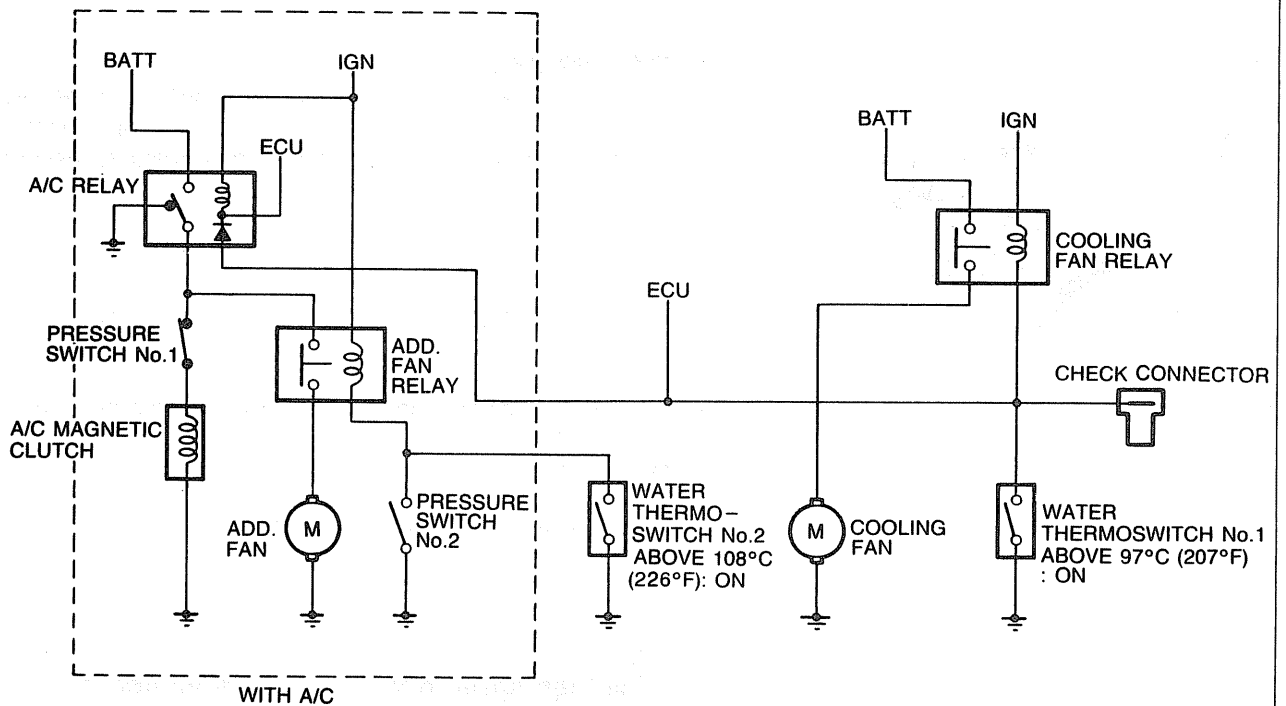 BATT
IGN
ECU
A/C RELAY
PRESSURE
SWITCH No.1
A/C MAGNETIC
CLUTCH
ADD.
FAN
RELAY
ADD.
FAN
M
PRESSURE
SWITCH
No.2
WITH A/C
ECU
WATER
THERMO-
SWITCH No.2
ABOVE 108°C
(226°F): ON
BATT
IGN
COOLING
FAN RELAY
M
COOLING
FAN
CHECK CONNECTOR
WATER
THERMOSWITCH No.1
ABOVE 97°C (207°F)
: ON